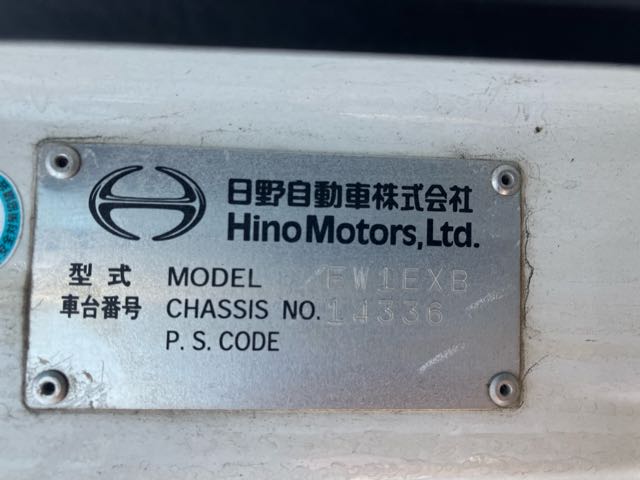 日野自動車株式会社
Hino Motors, Ltd.
型式 MODEL FW1EXB
車台番号 CHASSIS NO. 14336
P. S. CODE